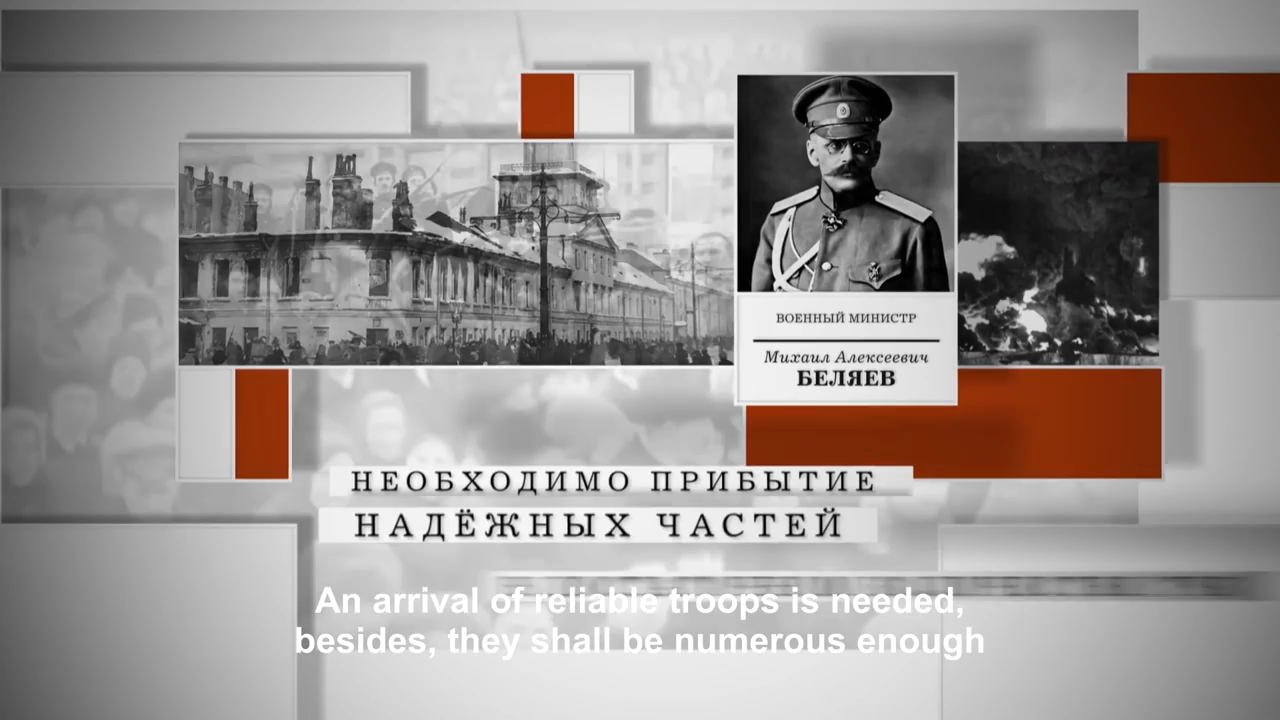 ВОЕННЫЙ МИНИСТР
Михаил Алексеевич
БЕЛЯЕВ
НЕОБХОДИМО ПРИБЫТИЕ
НАДЁЖНЫХ ЧАСТЕЙ
An arrival of reliable troops is needed,
besides, they shall be numerous enough